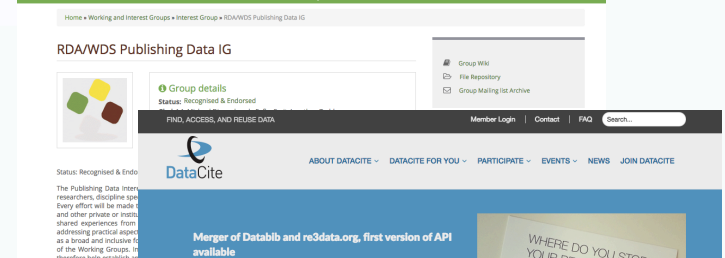 Home » Working and Interest Groups » Interest Group » RDA/WDS Publishing Data IG
RDA/WDS Publishing Data IG
Group Wiki
File Repository
Group Mailing list Archive
Group details
Status: Recognised & Endorsed
FIND, ACCESS, AND REUSE DATA
Member Login | Contact | FAQ
Search...
DataCite
ABOUT DATACITE
DATACITE FOR YOU
PARTICIPATE
EVENTS
NEWS
JOIN DATACITE
Status: Recognised & Endo
The Publishing Data Inter
researchers, discipline spe
Every effort will be made t
and other private or institu
shared experiences from
addressing practical aspect
as a broad and inclusive fo
of the Working Groups. In
Merger of Databib and re3data.org, first version of API
available
WHERE DO YOU STO